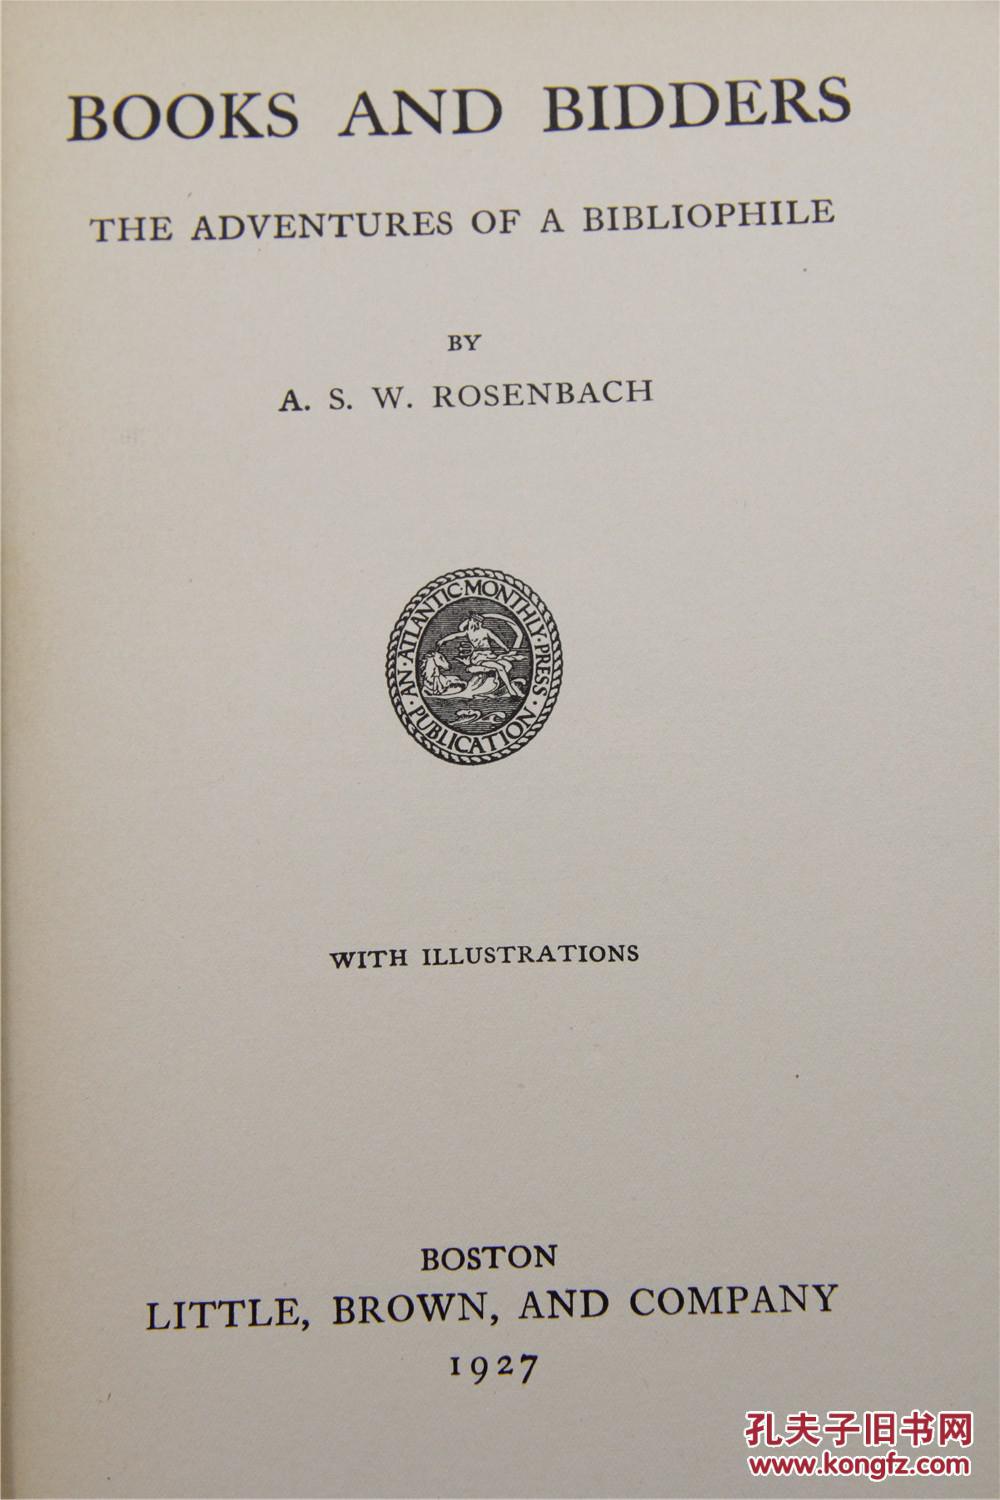 BOOKS AND BIDDERS
THE ADVENTURES OF A BIBLIOPHILE
BY
A. S. W. ROSENBACH
AN·ATLANTIC·MONTHLY·PRESS·
PUBLICATION
WITH ILLUSTRATIONS
BOSTON
LITTLE, BROWN, AND COMPANY
1927
孔夫子旧书网
www.kongfz.com